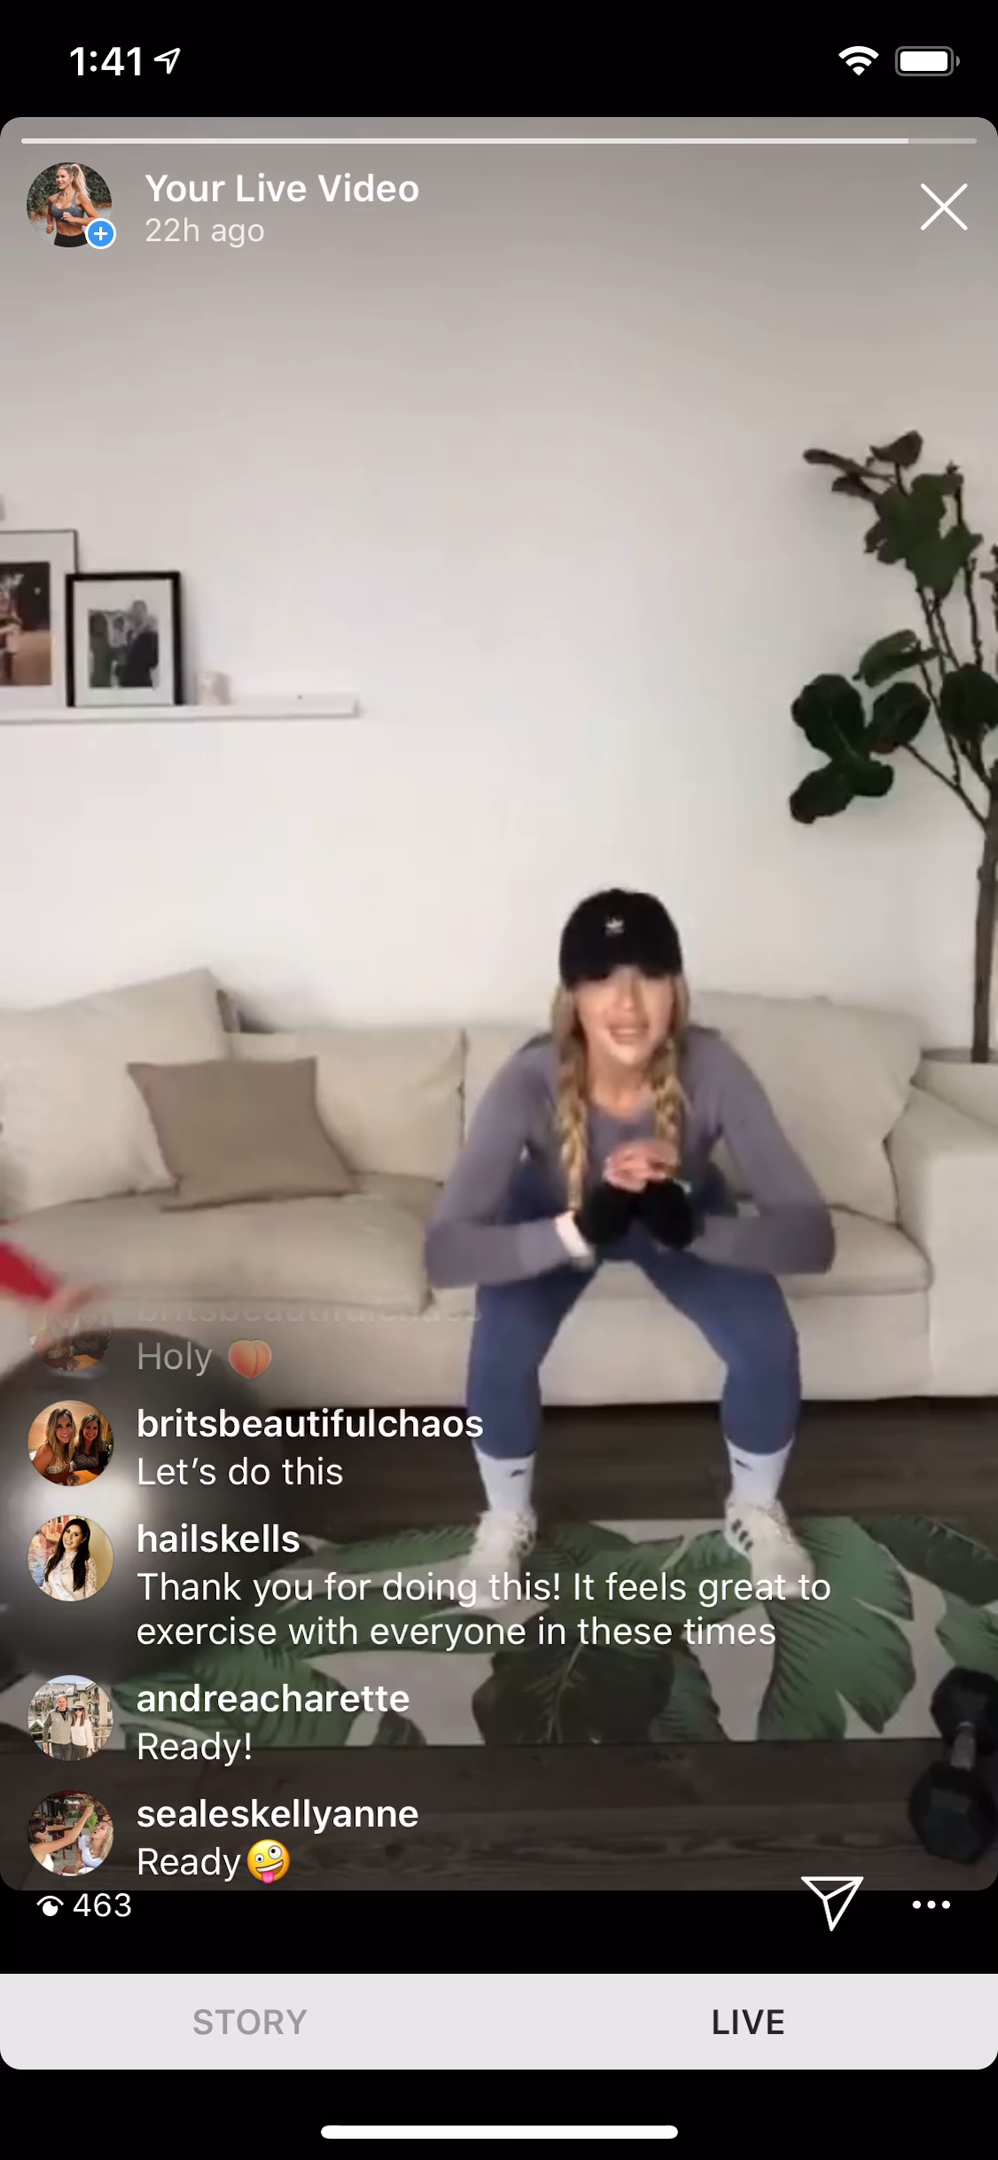 1:41
Your Live Video
22h ago
britsbeautifulchaos
Holy 🍑
britsbeautifulchaos
Let's do this
hailskells
Thank you for doing this! It feels great to
exercise with everyone in these times
andreacharette
Ready!
sealeskellyanne
Ready🤪
463
STORY
LIVE